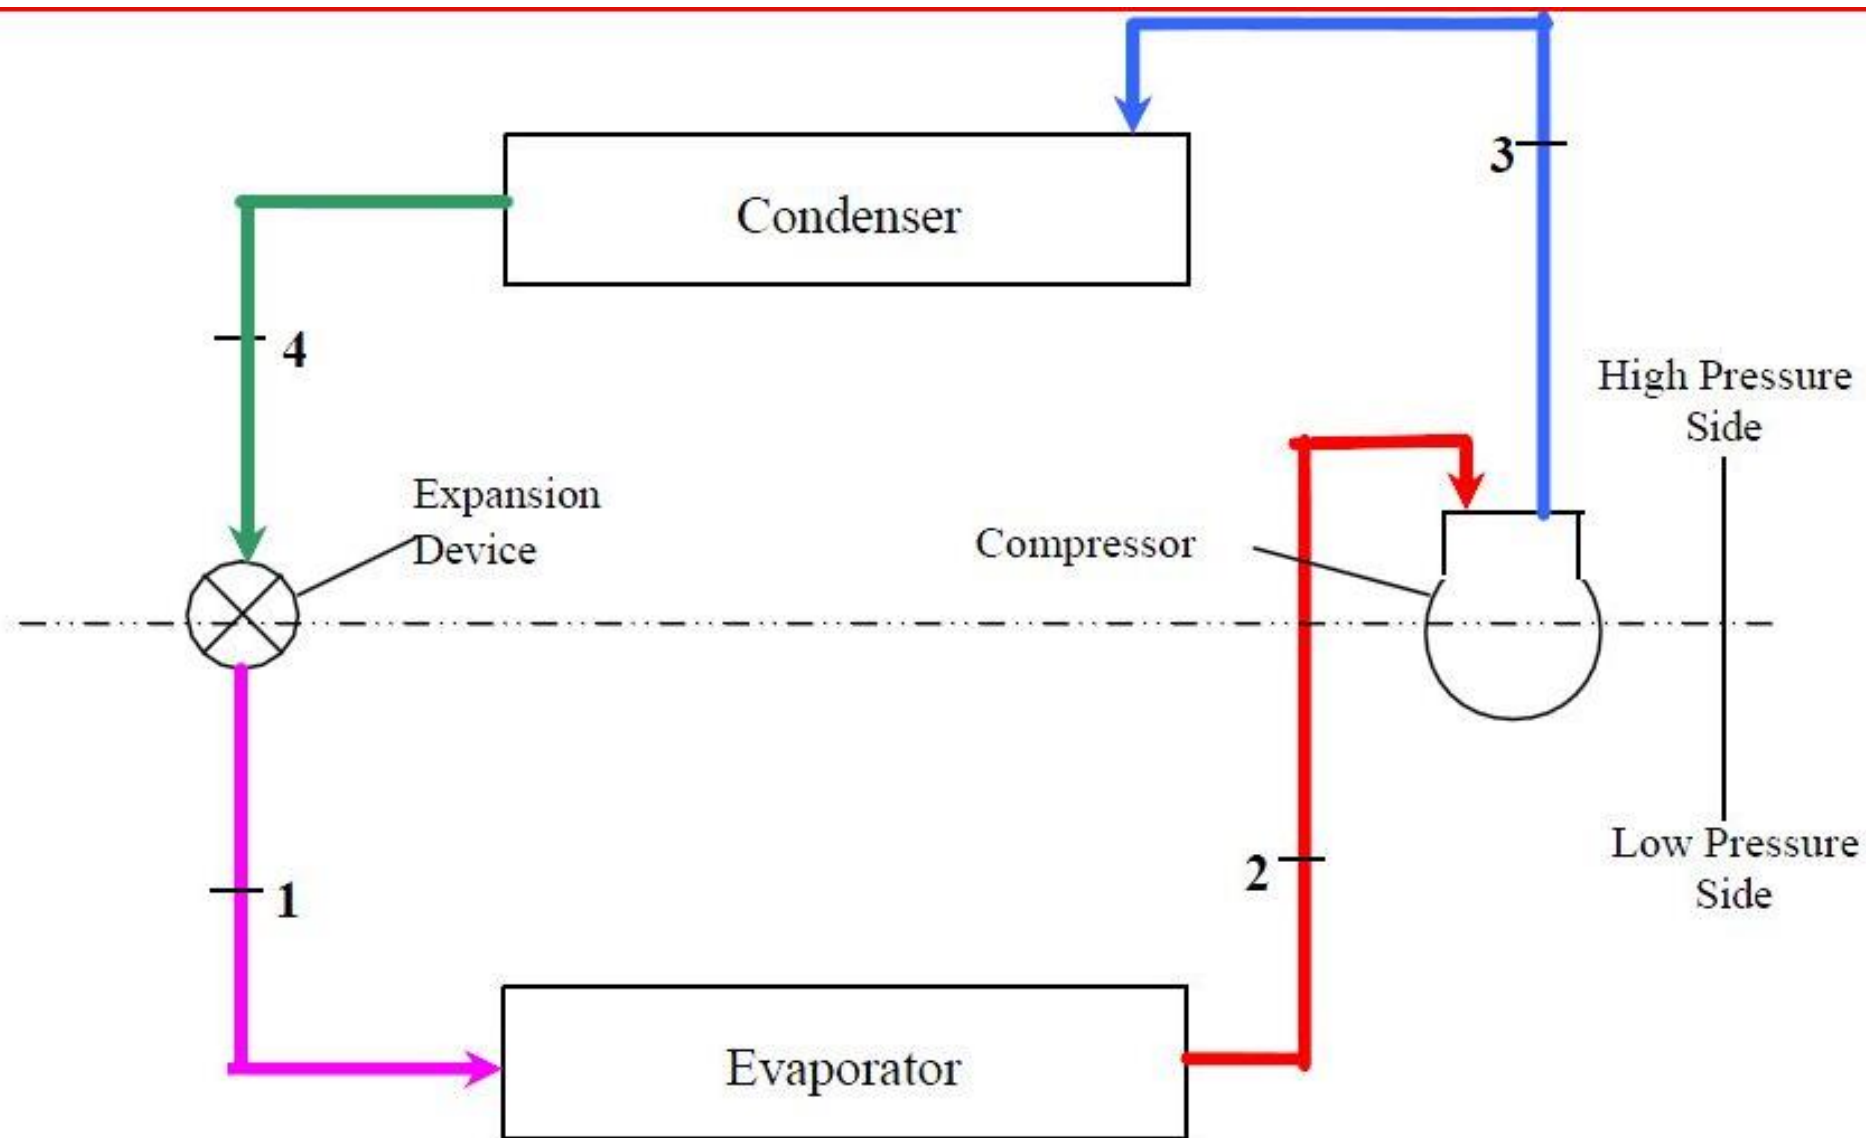 3
Condenser
4
High Pressure
Side
Expansion
Device
Compressor
Low Pressure
Side
2
1
Evaporator